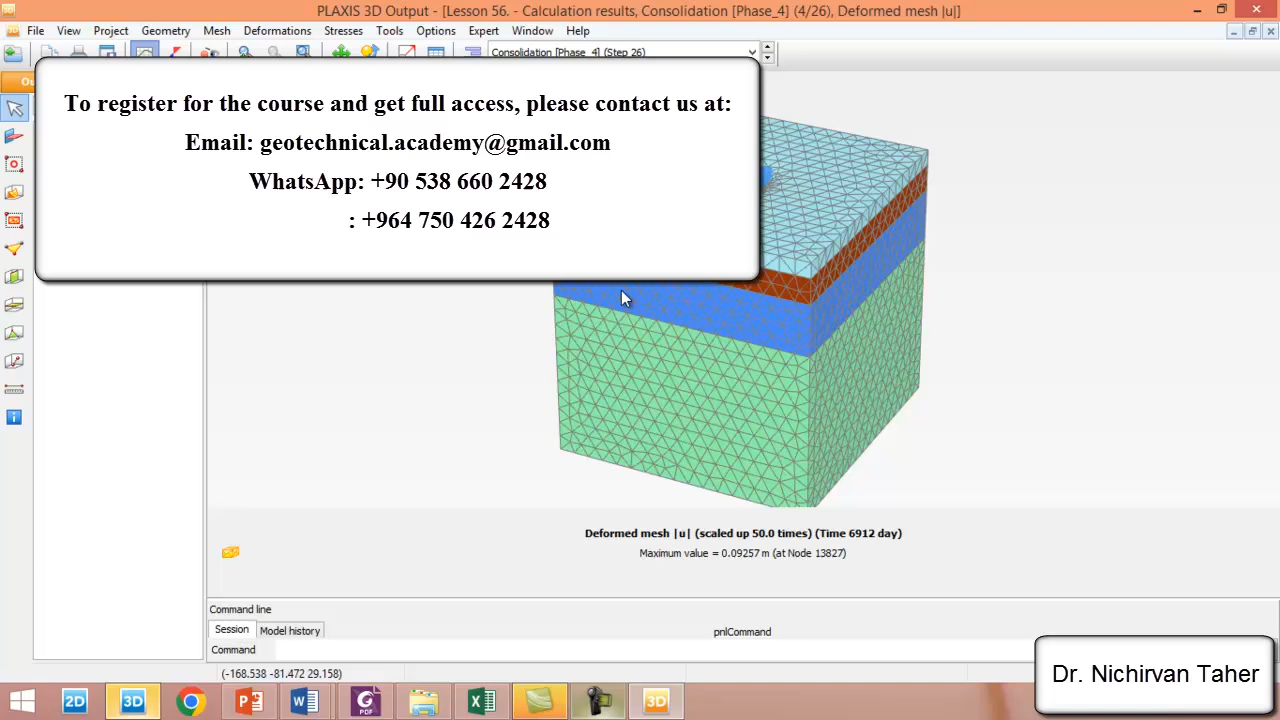 PLAXIS 3D Output - [Lesson 56. - Calculation results, Consolidation [Phase_4] (4/26), Deformed mesh |u|]
File View Project Geometry Mesh Deformations Stresses Tools Options Expert Window Help
Consolidation [Phase_4] (Step 26)
To register for the course and get full access, please contact us at:
Email: geotechnical.academy@gmail.com
WhatsApp: +90 538 660 2428
: +964 750 426 2428
Deformed mesh |u| (scaled up 50.0 times) (Time 6912 day)
Maximum value = 0.09257 m (at Node 13827)
Command line
Session Model history
pnlCommand
Command
(-168.538 -81.472 29.158)
Dr. Nichirvan Taher
2D 3D PDF 3D